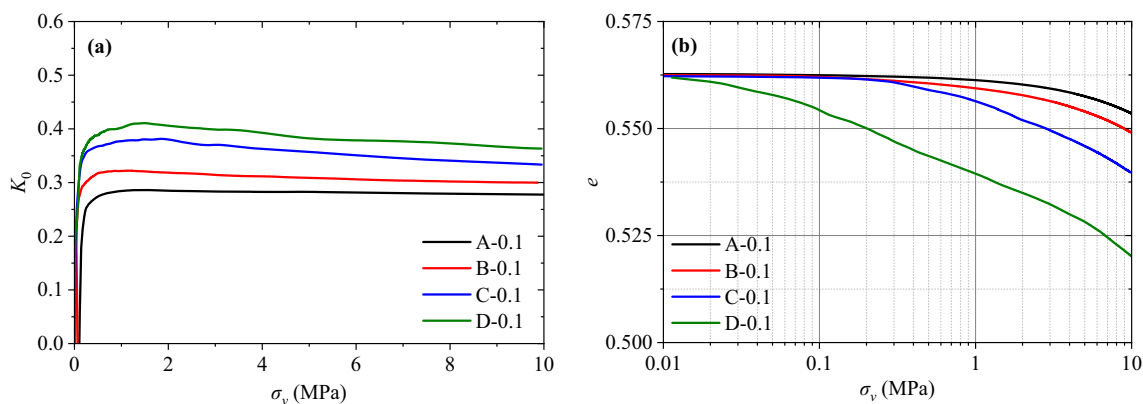 (a)
0.6
0.5
0.4
0.3
0.2
0.1
0.0
K0
0 2 4 6 8 10
σv (MPa)
A-0.1
B-0.1
C-0.1
D-0.1
(b)
0.575
0.550
0.525
0.500
e
0.01 0.1 1 10
σv (MPa)
A-0.1
B-0.1
C-0.1
D-0.1